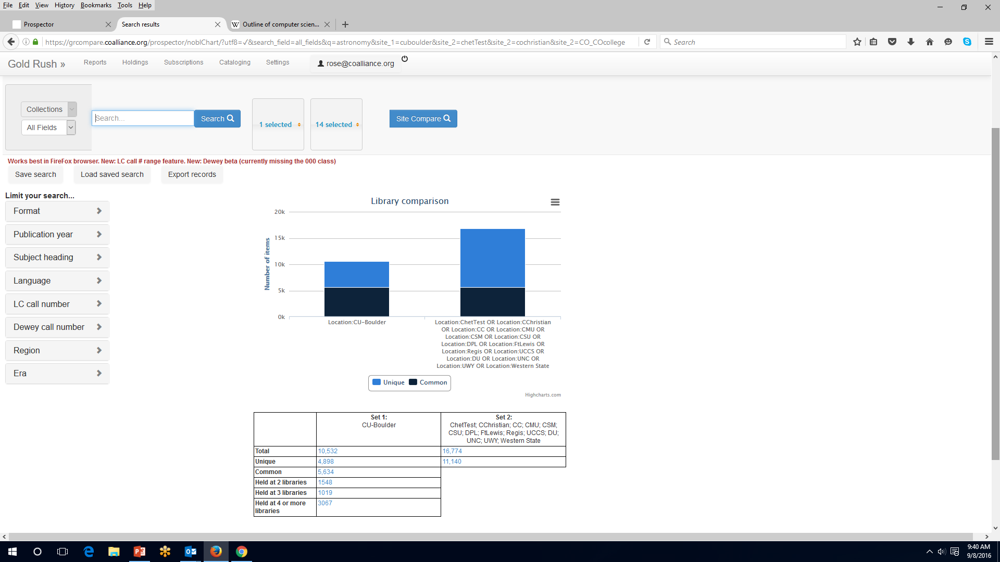 File Edit View History Bookmarks Tools Help
Prospector
Search results
Outline of computer scien...
https://grcompare.coalliance.org/prospector/noblChart/?utf8=✓&search_field=all_fields&q=astronomy&site_1=cuboulder&site_2=chetTest&site_2=cochristian&site_2=CO_COcollege
Search
Gold Rush »
Reports
Holdings
Subscriptions
Cataloging
Settings
rose@coalliance.org
Collections
All Fields
Search...
Search
1 selected
14 selected
Site Compare
Works best in FireFox browser. New: LC call # range feature. New: Dewey beta (currently missing the 000 class)
Save search
Load saved search
Export records
Limit your search...
Format
Publication year
Subject heading
Language
LC call number
Dewey call number
Region
Era
Library comparison
Number of items
20k
15k
10k
5k
0k
Location:CU-Boulder
Location:ChetTest OR Location:CChristian
OR Location:CC OR Location:CMU OR
Location:CSM OR Location:CSU OR
Location:DPL OR Location:FtLewis OR
Location:Regis OR Location:UCCS OR
Location:DU OR Location:UNC OR
Location:UWY OR Location:Western State
Unique Common
Highcharts.com
Set 1:
CU-Boulder
Set 2:
ChetTest; CChristian; CC; CMU; CSM;
CSU; DPL; FtLewis; Regis; UCCS; DU;
UNC; UWY; Western State
Total 10,532 16,774
Unique 4,898 11,140
Common 5,634
Held at 2 libraries 1548
Held at 3 libraries 1019
Held at 4 or more 3067
libraries
9:40 AM
9/8/2016